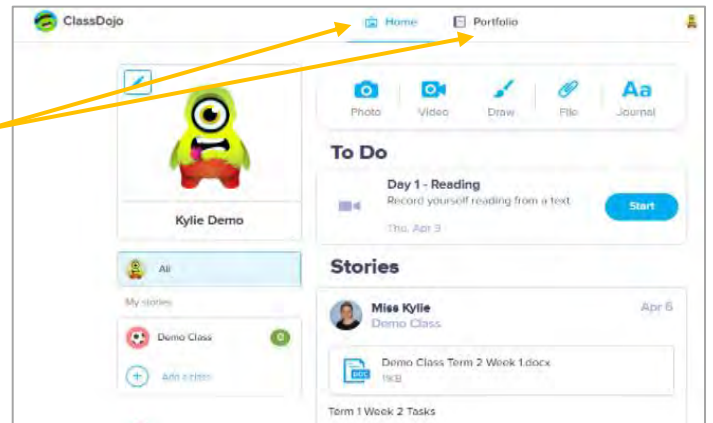 ClassDojo
Home
Portfolio
Photo
Video
Draw
File
Aa
Journal
To Do
Day 1 - Reading
Record yourself reading from a text
Thu, Apr 9
Start
Kylie Demo
All
My stories
Demo Class
0
Add a class
Stories
Miss Kylie
Apr 6
Demo Class
DOC
Demo Class Term 2 Week 1.docx
11KB
Term 1 Week 2 Tasks